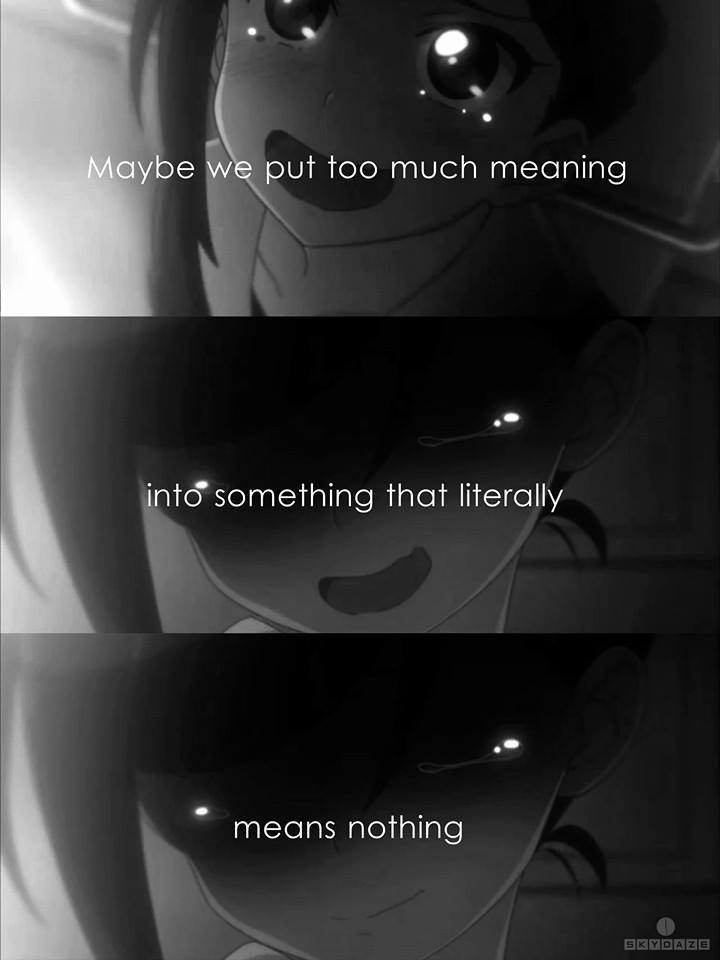 Maybe we put too much meaning
into something that literally
means nothing
SKYDAZE